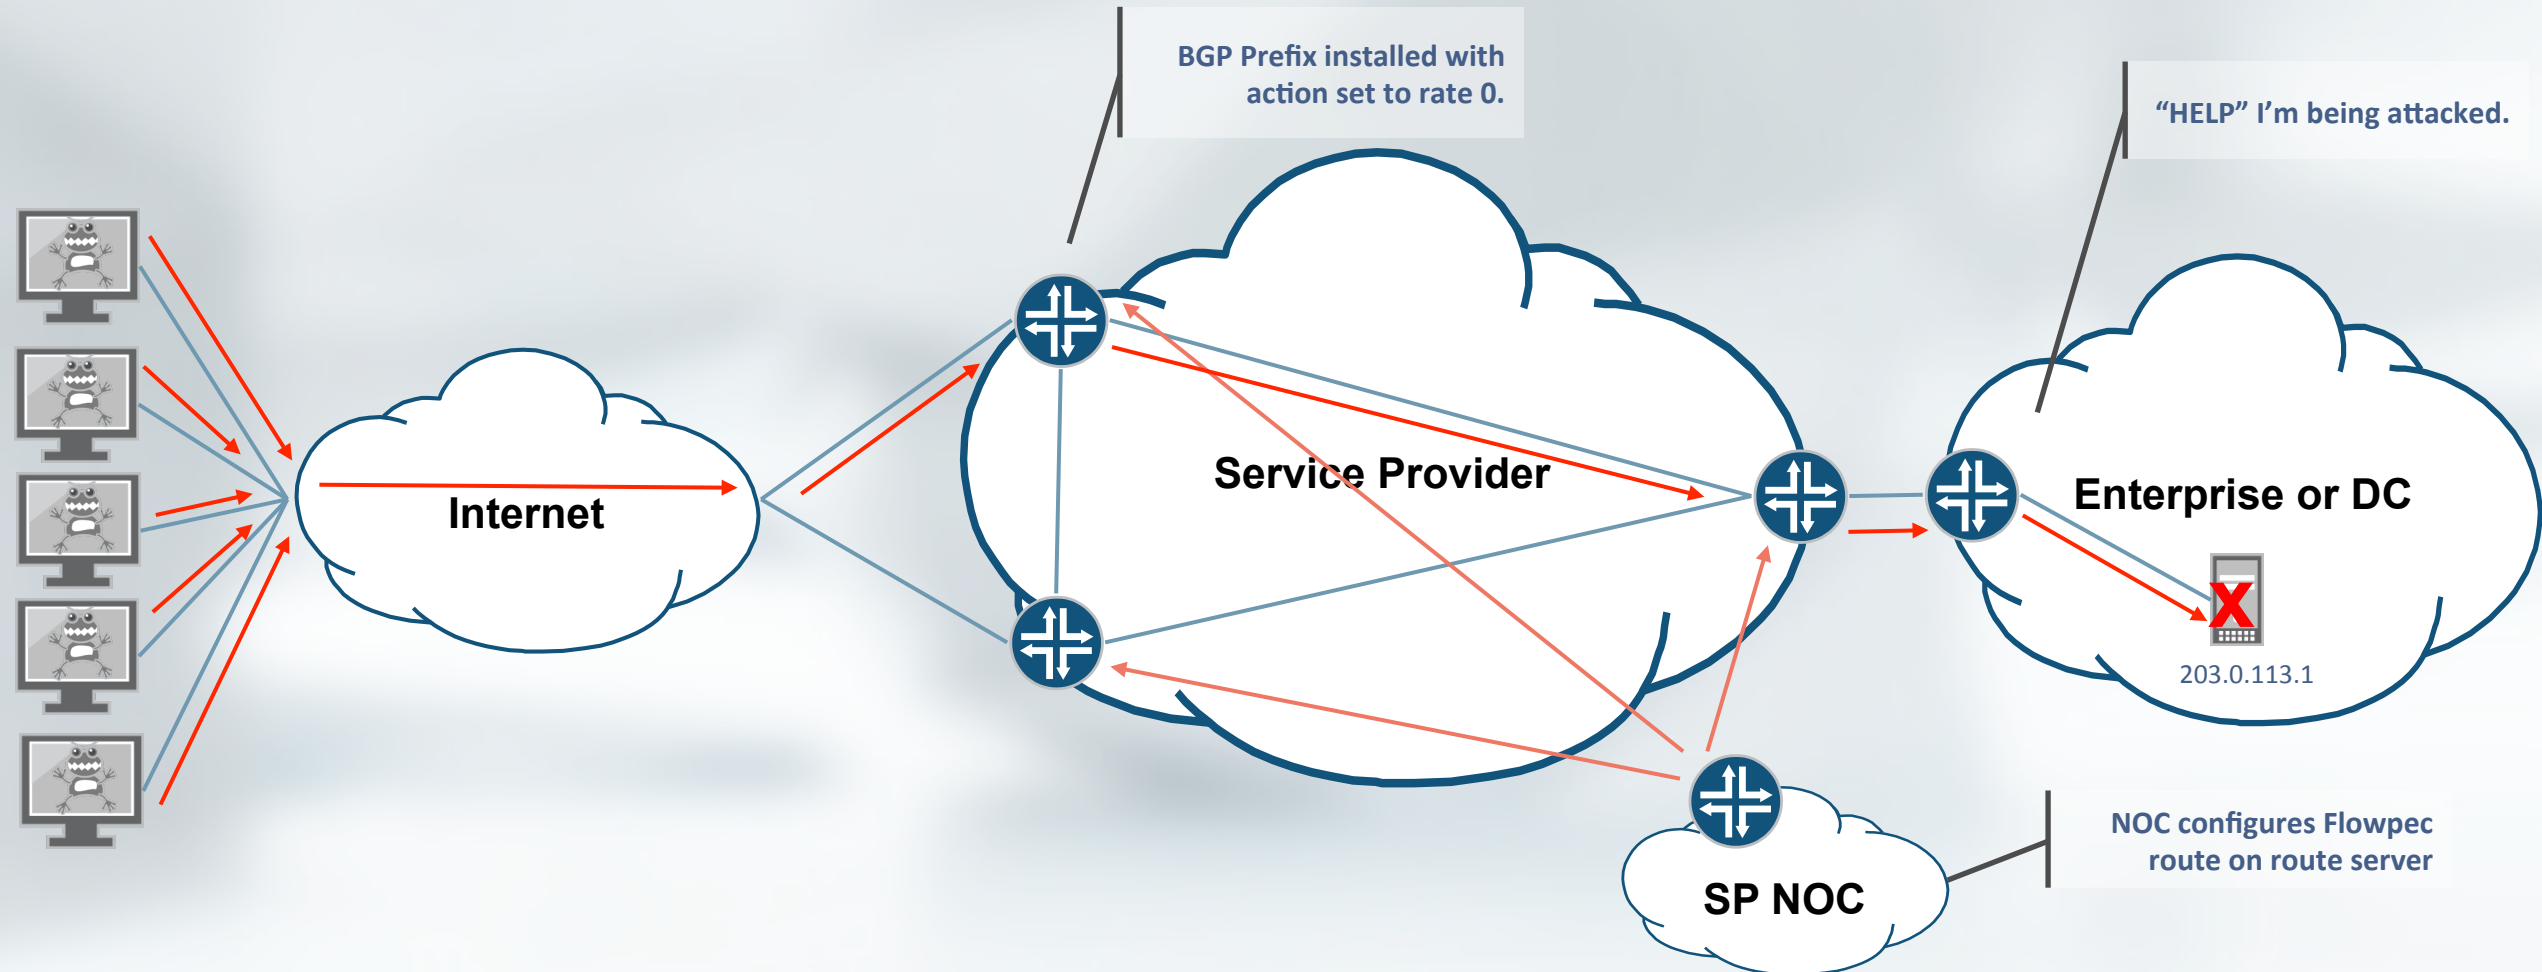 BGP Prefix installed with
action set to rate 0.
“HELP” I’m being attacked.
Internet
Service Provider
Enterprise or DC
X
203.0.113.1
NOC configures Flowpec
route on route server
SP NOC